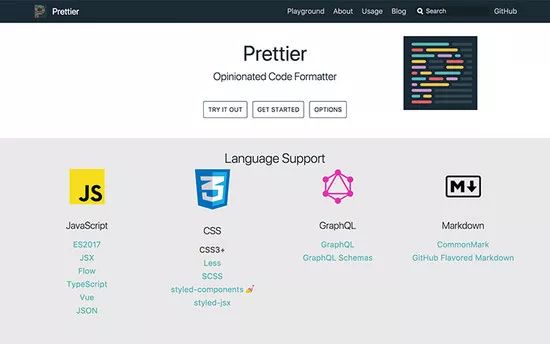 Prettier
Playground About Usage Blog Search GitHub
Prettier
Opinionated Code Formatter
TRY IT OUT GET STARTED OPTIONS
Language Support
JS
JavaScript
ES2017
JSX
Flow
TypeScript
Vue
JSON
3
CSS
CSS3+
Less
SCSS
styled-components 💅
styled-jsx
GraphQL
GraphQL
GraphQL Schemas
M
Markdown
CommonMark
GitHub Flavored Markdown